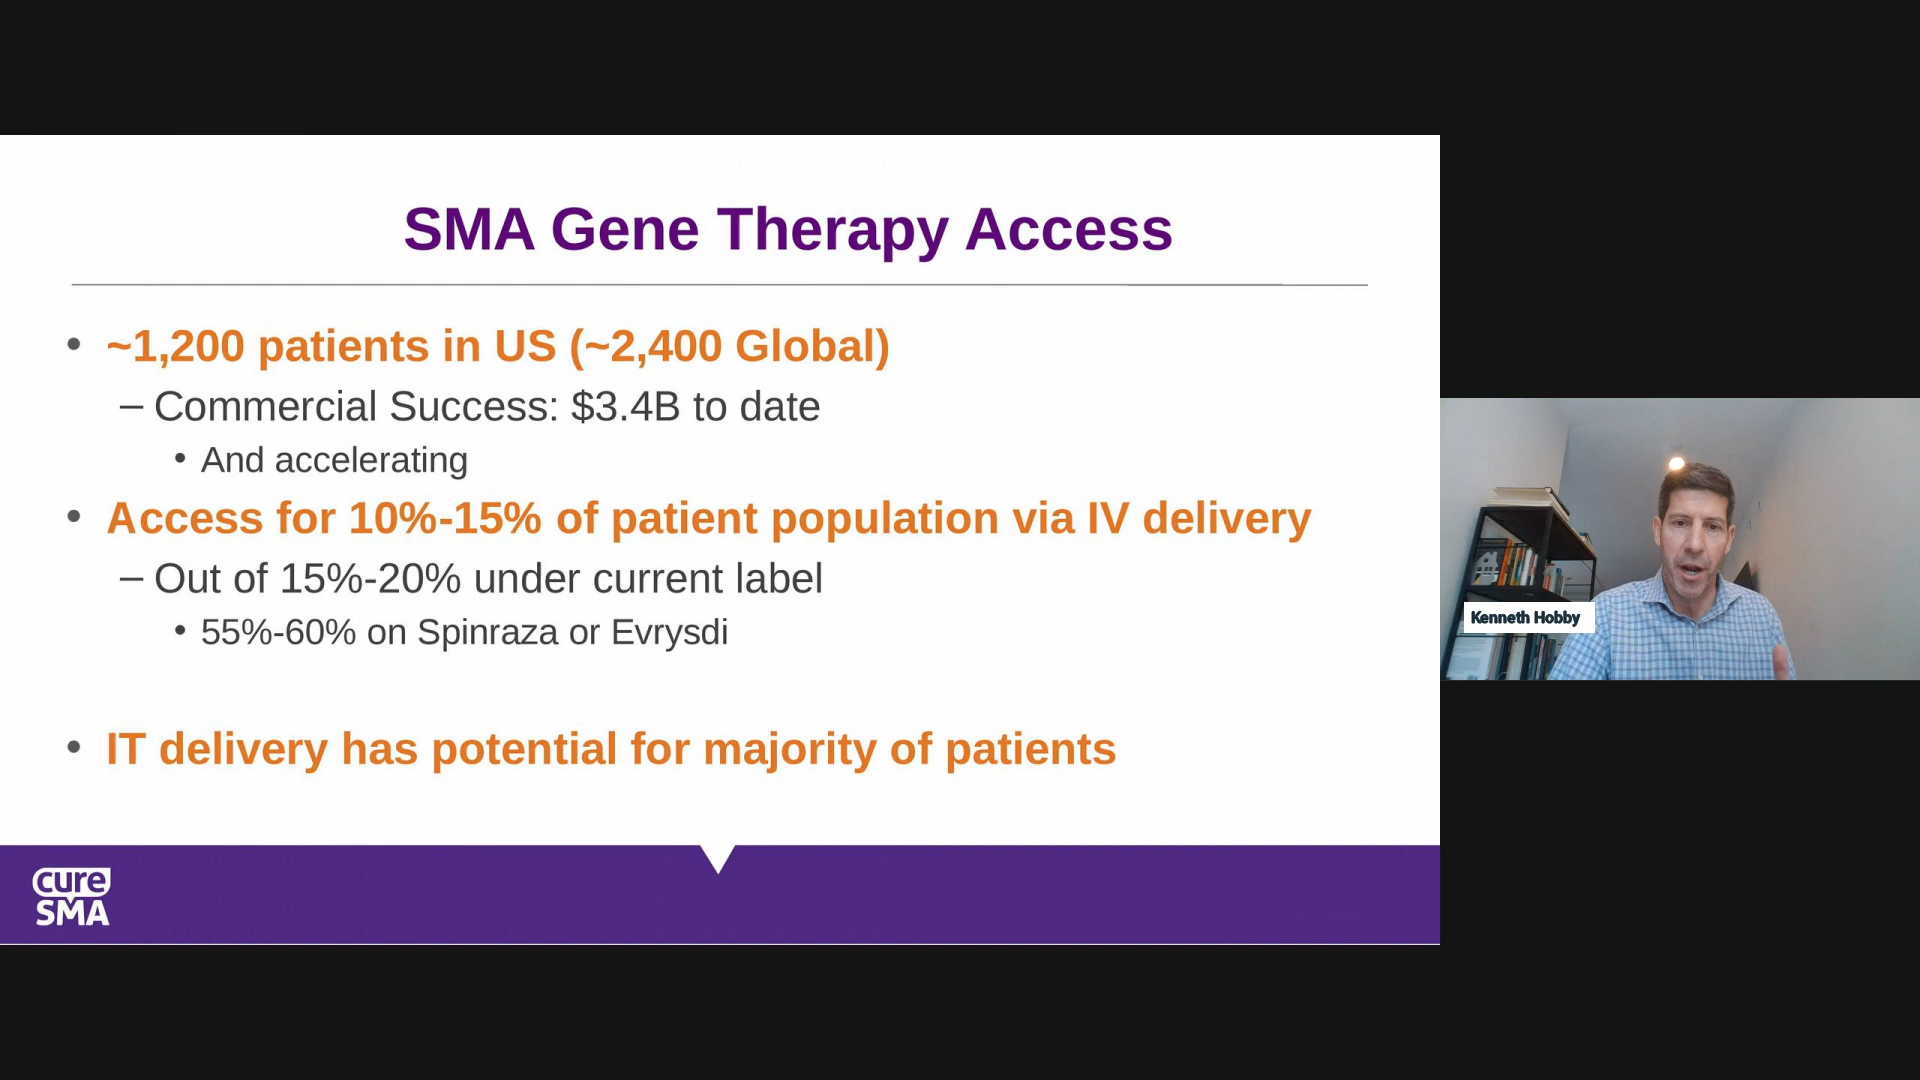 SMA Gene Therapy Access
• ~1,200 patients in US (~2,400 Global)
– Commercial Success: $3.4B to date
• And accelerating
• Access for 10%-15% of patient population via IV delivery
– Out of 15%-20% under current label
• 55%-60% on Spinraza or Evrysdi
• IT delivery has potential for majority of patients
cure
SMA
Kenneth Hobby